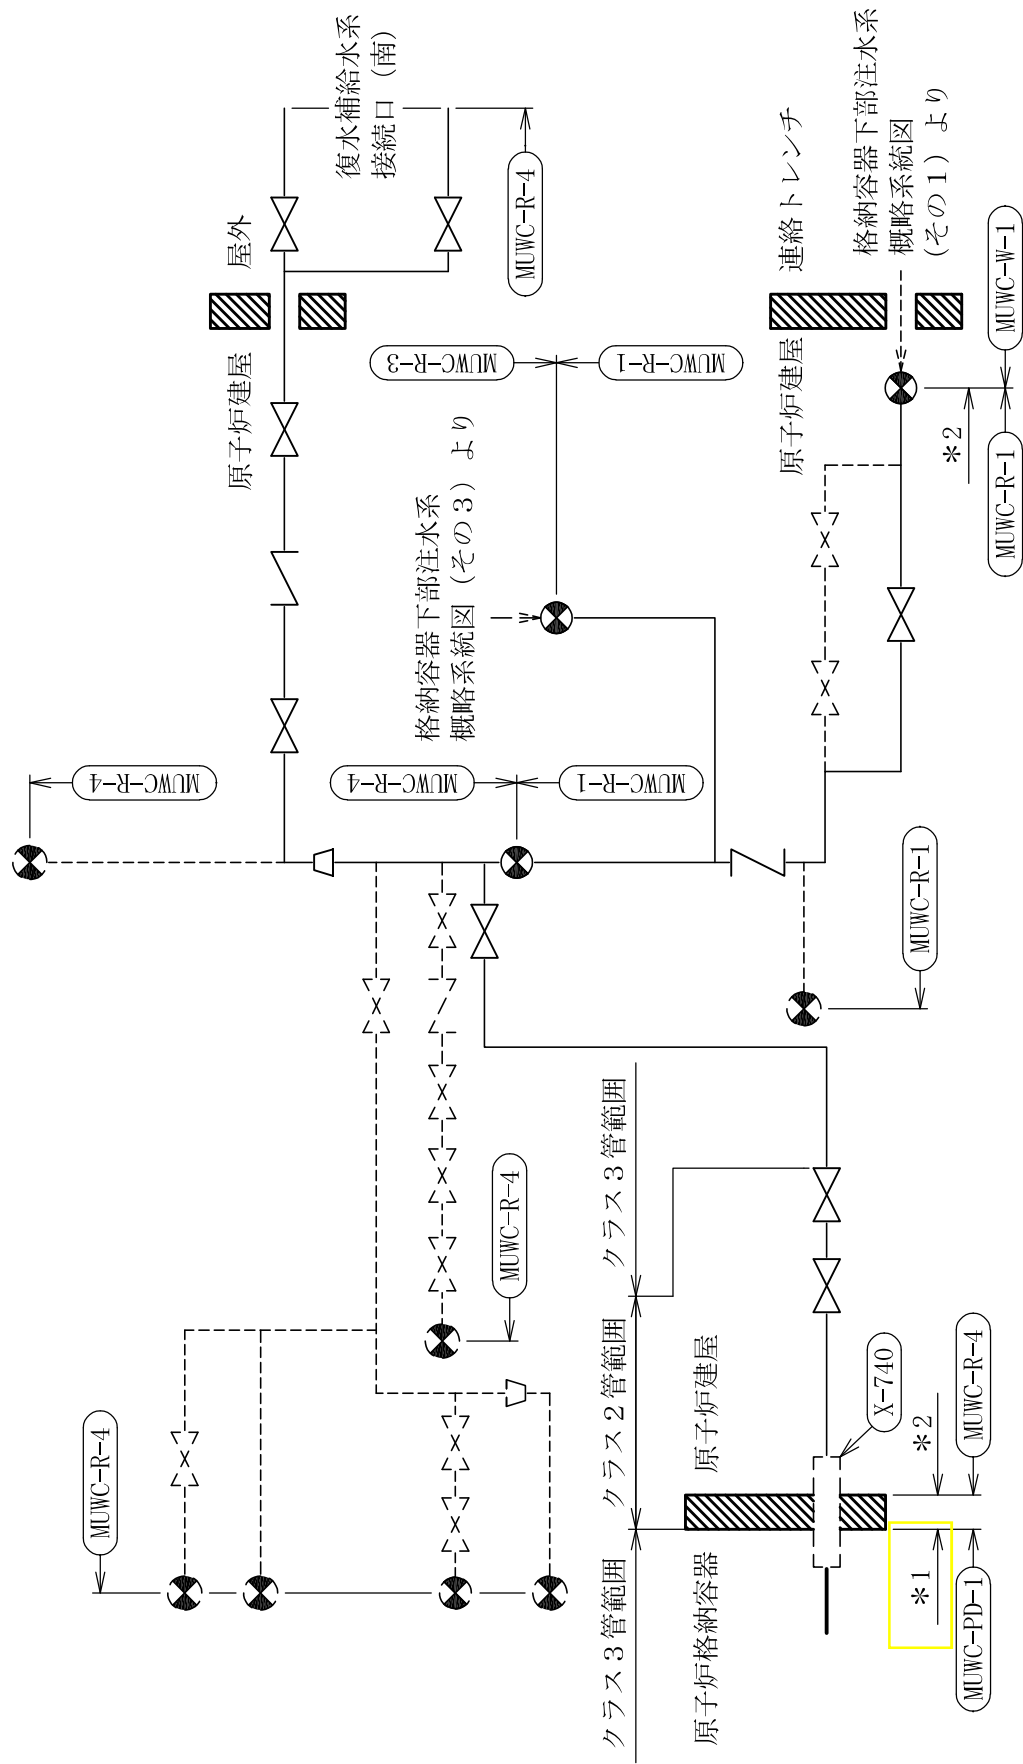 MUWC-R-4
MUWC-R-4
原子炉建屋
屋外
復水補給水系
接続口（南）
MUWC-R-4
MUWC-R-3
格納容器下部注水系
概略系統図（その３）より
MUWC-R-4
MUWC-R-4
クラス３管範囲
クラス２管範囲
クラス３管範囲
MUWC-R-1
MUWC-R-1
原子炉格納容器
原子炉建屋
原子炉建屋
連絡トレンチ
格納容器下部注水系
概略系統図
(その１) より
X-740
MUWC-R-1
＊1
＊2
＊2
MUWC-PD-1
MUWC-R-4
MUWC-R-1
MUWC-W-1